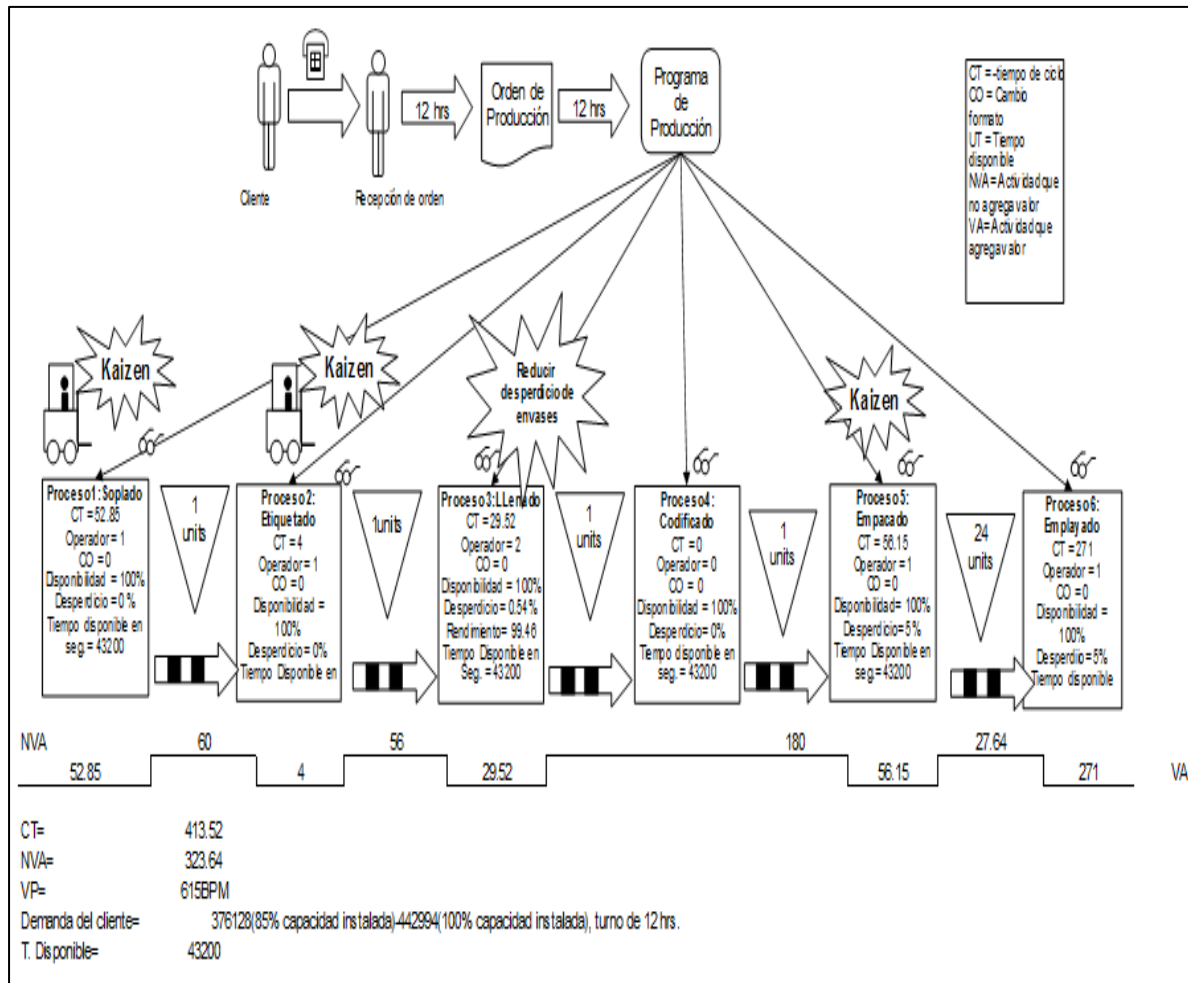 Cliente
Recepción de orden
12 hrs
Orden de
Producción
12 hrs
Programa
de
Producción
CT = -tiempo de ciclo
CO = Cambio
formato
UT = Tiempo
disponible
NVA = Actividad que
no agrega valor
VA= Actividad que
agrega valor
Kaizen
Kaizen
Reducir
desperdicio de
envases
Kaizen
Proceso1: Soplado
CT = 52.85
Operador = 1
CO = 0
Disponibilidad = 100%
Desperdicio = 0 %
Tiempo disponible en
seg. = 43200
1
units
Proceso 2:
Etiquetado
CT = 4
Operador = 1
CO = 0
Disponibilidad =
100%
Desperdicio = 0%
Tiempo Disponible en
1units
Proceso 3: LLenado
CT = 29.52
Operador = 2
CO = 0
Disponibilidad = 100%
Desperdicio = 0.54%
Rendimiento = 99.46
Tiempo Disponible en
Seg. = 43200
1
units
Proceso4:
Codificado
CT = 0
Operador = 0
CO = 0
Disponibilidad = 100%
Desperdicio = 0%
Tiempo disponible en
seg. = 43200
1
units
Proceso 5:
Empacado
CT = 56.15
Operador = 1
CO = 0
Disponibilidad= 100%
Desperdicio= 5%
Tiempo Disponible en
seg.= 43200
24
units
Proceso 6:
Emplayado
CT = 271
Operador = 1
CO = 0
Disponibilidad =
100%
Desperdiio = 5%
Tiempo disponible
NVA 60 56 180 27.64
52.85 4 29.52 56.15 271 VA
CT= 413.52
NVA= 323.64
VP= 615BPM
Demanda del cliente= 376128(85% capacidad instalada)-442994(100% capacidad instalada), turno de 12 hrs.
T. Disponible= 43200